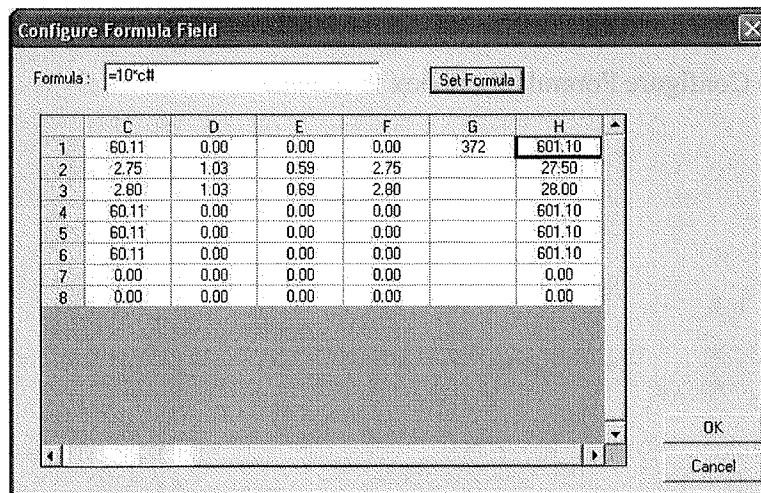 Configure Formula Field
Formula : =10*c# Set Formula
C D E F G H
1 60.11 0.00 0.00 0.00 372 601.10
2 2.75 1.03 0.59 2.75 27.50
3 2.80 1.03 0.69 2.80 28.00
4 60.11 0.00 0.00 0.00 601.10
5 60.11 0.00 0.00 0.00 601.10
6 60.11 0.00 0.00 0.00 601.10
7 0.00 0.00 0.00 0.00 0.00
8 0.00 0.00 0.00 0.00 0.00
OK
Cancel